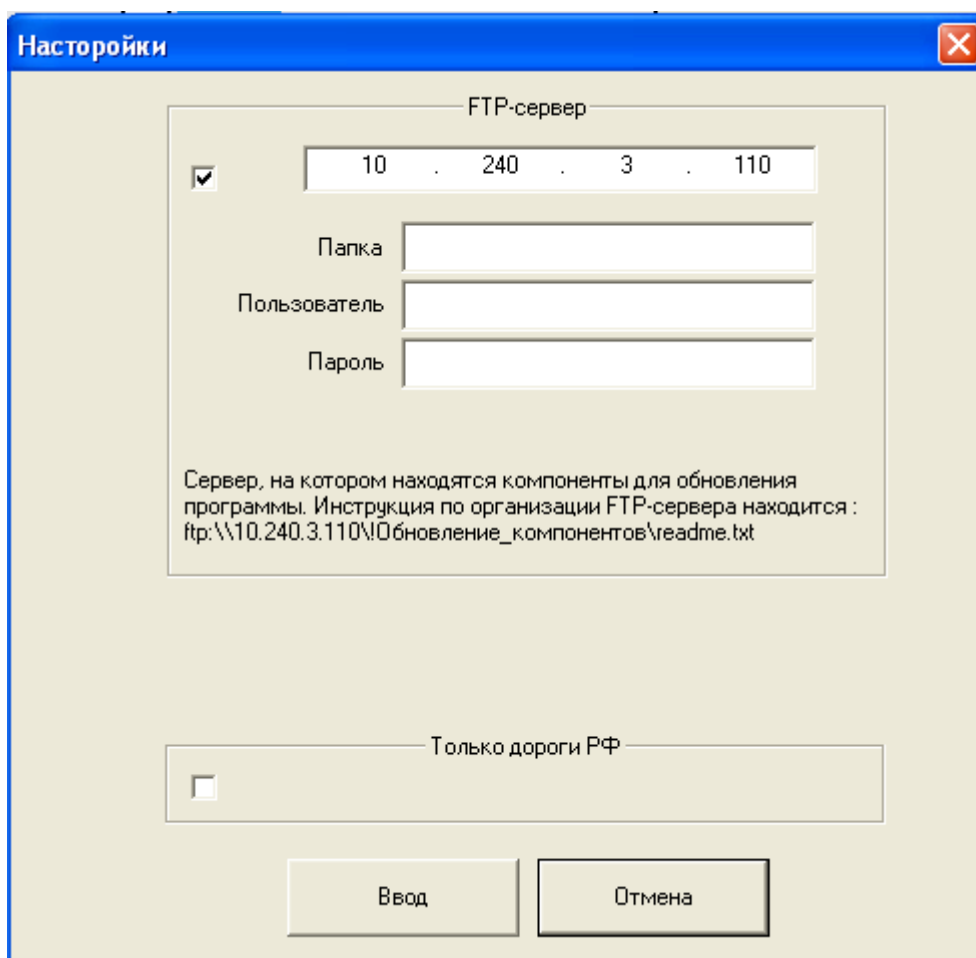 Насторойки
FTP-сервер
10 . 240 . 3 . 110
Папка
Пользователь
Пароль
Сервер, на котором находятся компоненты для обновления
программы. Инструкция по организации FTP-сервера находится :
ftp:\\10.240.3.110\!Обновление_компонентов\readme.txt
Только дороги РФ
Ввод
Отмена